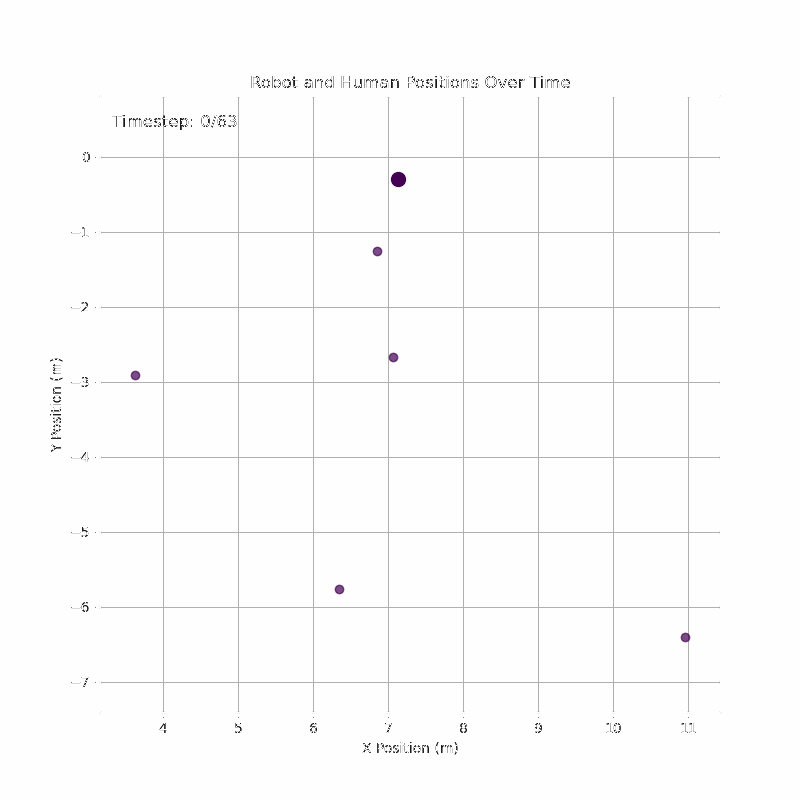 Robot and Human Positions Over Time
Timestep: 0/63
0
−1
−2
−3
−4
−5
−6
−7
Y Position (m)
4 5 6 7 8 9 10 11
X Position (m)